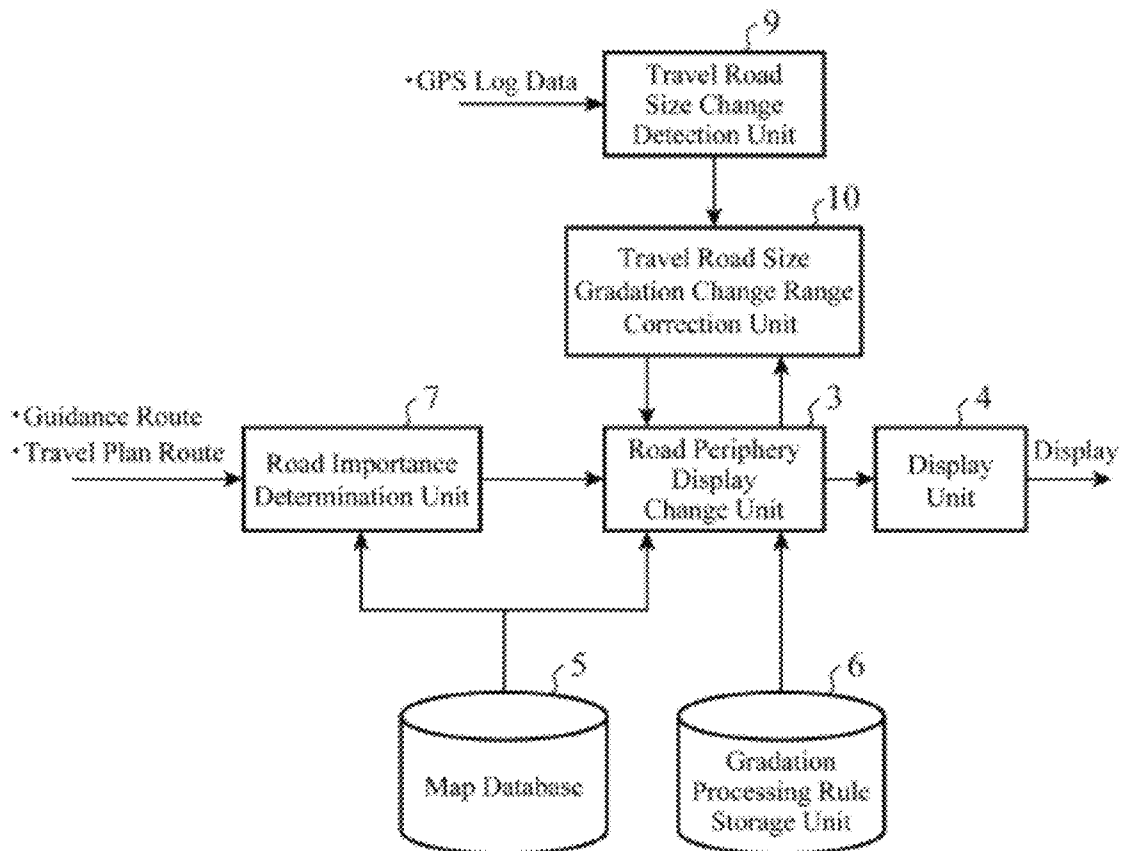 9
・GPS Log Data
Travel Road
Size Change
Detection Unit
10
Travel Road Size
Gradation Change Range
Correction Unit
・Guidance Route
・Travel Plan Route
7
Road Importance
Determination Unit
3
Road Periphery
Display
Change Unit
4
Display
Unit
Display
5
Map Database
6
Gradation
Processing Rule
Storage Unit